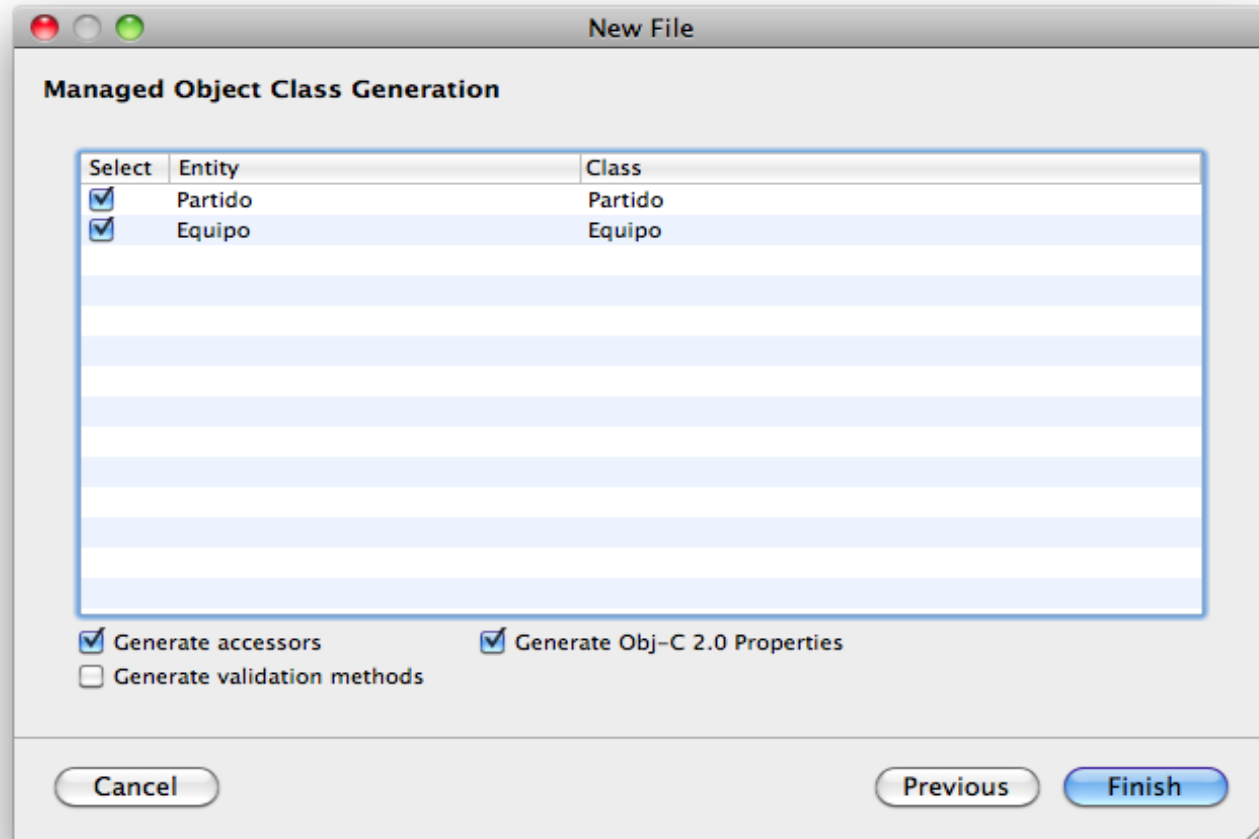 New File
Managed Object Class Generation
Select Entity Class
Partido Partido
Equipo Equipo
Generate accessors Generate Obj-C 2.0 Properties
Generate validation methods
Cancel Previous Finish